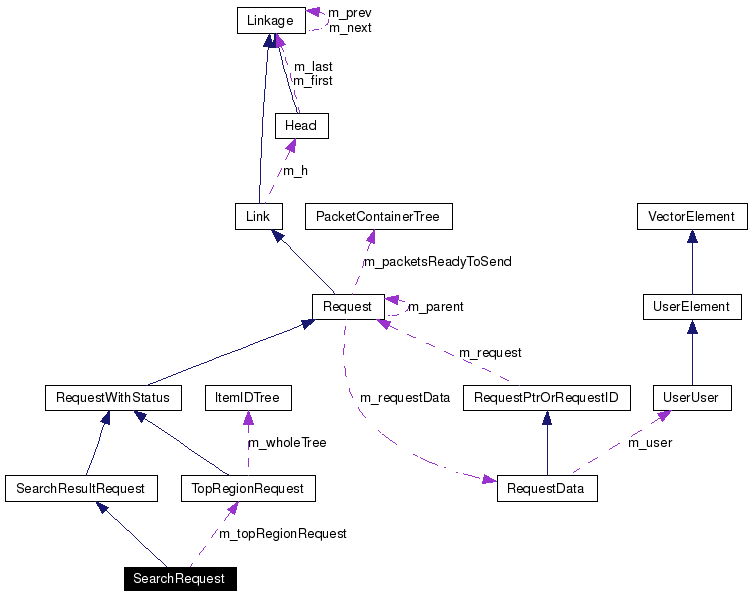 Linkage
m_prev
m_next
m_last
m_first
Head
m_h
Link
PacketContainerTree
VectorElement
m_packetsReadyToSend
Request
m_parent
UserElement
m_request
RequestWithStatus
ItemIDTree
m_requestData
RequestPtrOrRequestID
UserUser
m_wholeTree
m_user
SearchResultRequest
TopRegionRequest
RequestData
m_topRegionRequest
SearchRequest